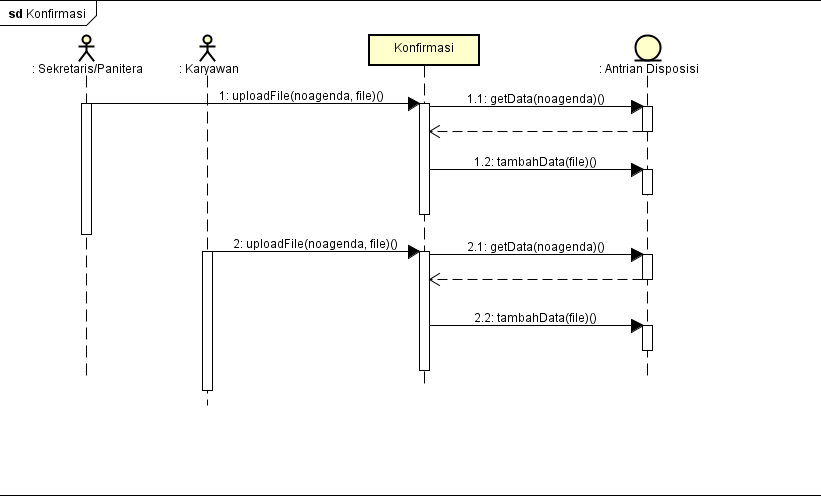 sd Konfirmasi
: Sekretaris/Panitera
: Karyawan
Konfirmasi
: Antrian Disposisi
1: uploadFile(noagenda, file)()
1.1: getData(noagenda)()
1.2: tambahData(file)()
2: uploadFile(noagenda, file)()
2.1: getData(noagenda)()
2.2: tambahData(file)()